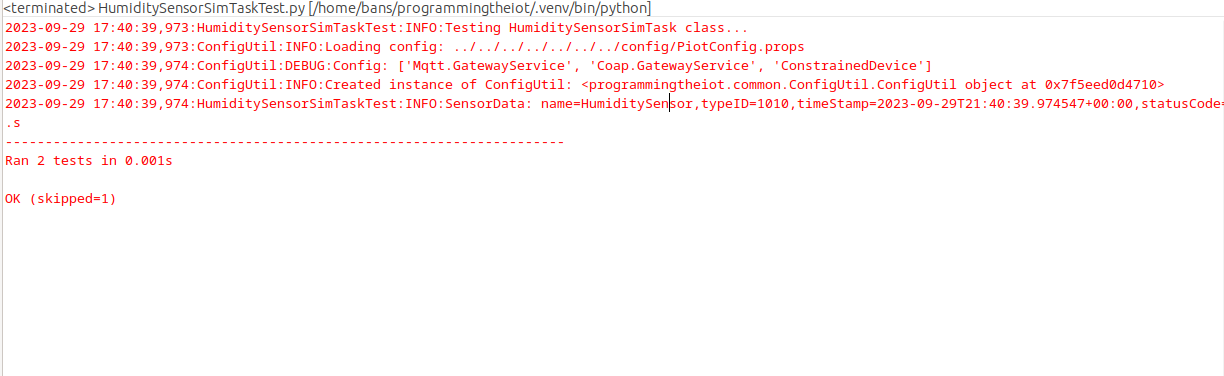 <terminated> HumiditySensorSimTaskTest.py [/home/bans/programmingtheiot/.venv/bin/python]
2023-09-29 17:40:39,973:HumiditySensorSimTaskTest:INFO:Testing HumiditySensorSimTask class...
2023-09-29 17:40:39,973:ConfigUtil:INFO:Loading config: ../../../../../../../config/PiotConfig.props
2023-09-29 17:40:39,974:ConfigUtil:DEBUG:Config: ['Mqtt.GatewayService', 'Coap.GatewayService', 'ConstrainedDevice']
2023-09-29 17:40:39,974:ConfigUtil:INFO:Created instance of ConfigUtil: <programmingtheiot.common.ConfigUtil.ConfigUtil object at 0x7f5eed0d4710>
2023-09-29 17:40:39,974:HumiditySensorSimTaskTest:INFO:SensorData: name=HumiditySensor,typeID=1010,timeStamp=2023-09-29T21:40:39.974547+00:00,statusCode=
.s
----------------------------------------------------------------------
Ran 2 tests in 0.001s
OK (skipped=1)